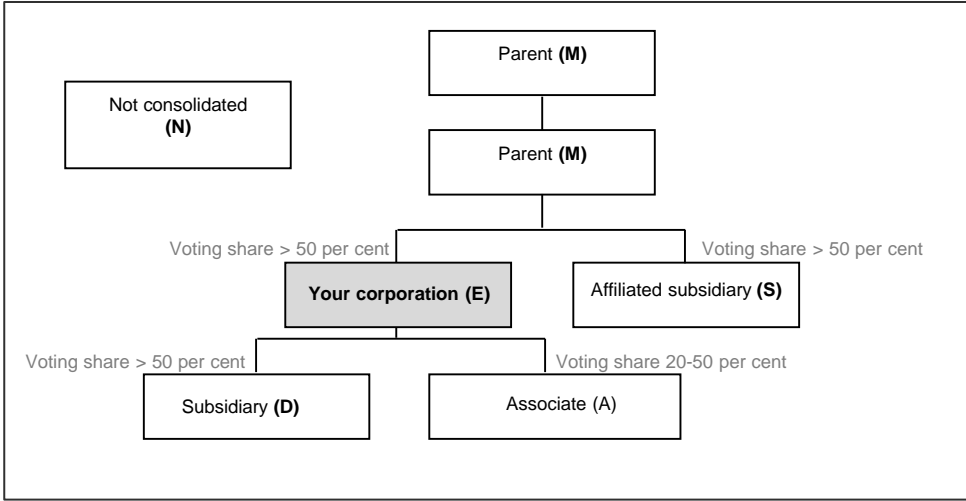 Parent (M)
Not consolidated
(N)
Parent (M)
Voting share > 50 per cent
Voting share > 50 per cent
Your corporation (E)
Affiliated subsidiary (S)
Voting share > 50 per cent
Voting share 20-50 per cent
Subsidiary (D)
Associate (A)